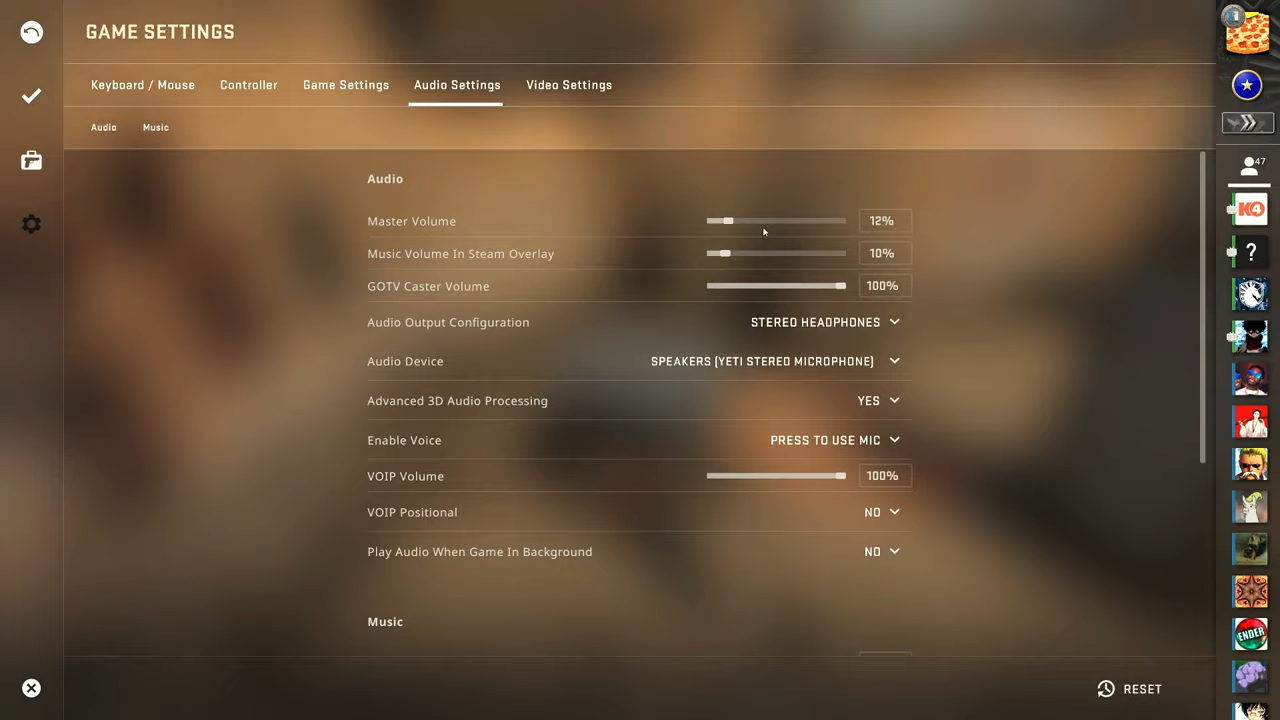 GAME SETTINGS
Keyboard / Mouse Controller Game Settings Audio Settings Video Settings
Audio Music
47
Audio
Master Volume 12%
Music Volume In Steam Overlay 10%
GOTV Caster Volume 100%
Audio Output Configuration STEREO HEADPHONES
Audio Device SPEAKERS (YETI STEREO MICROPHONE)
Advanced 3D Audio Processing YES
Enable Voice PRESS TO USE MIC
VOIP Volume 100%
VOIP Positional NO
Play Audio When Game In Background NO
Music
RESET
KO4
?
ENDER